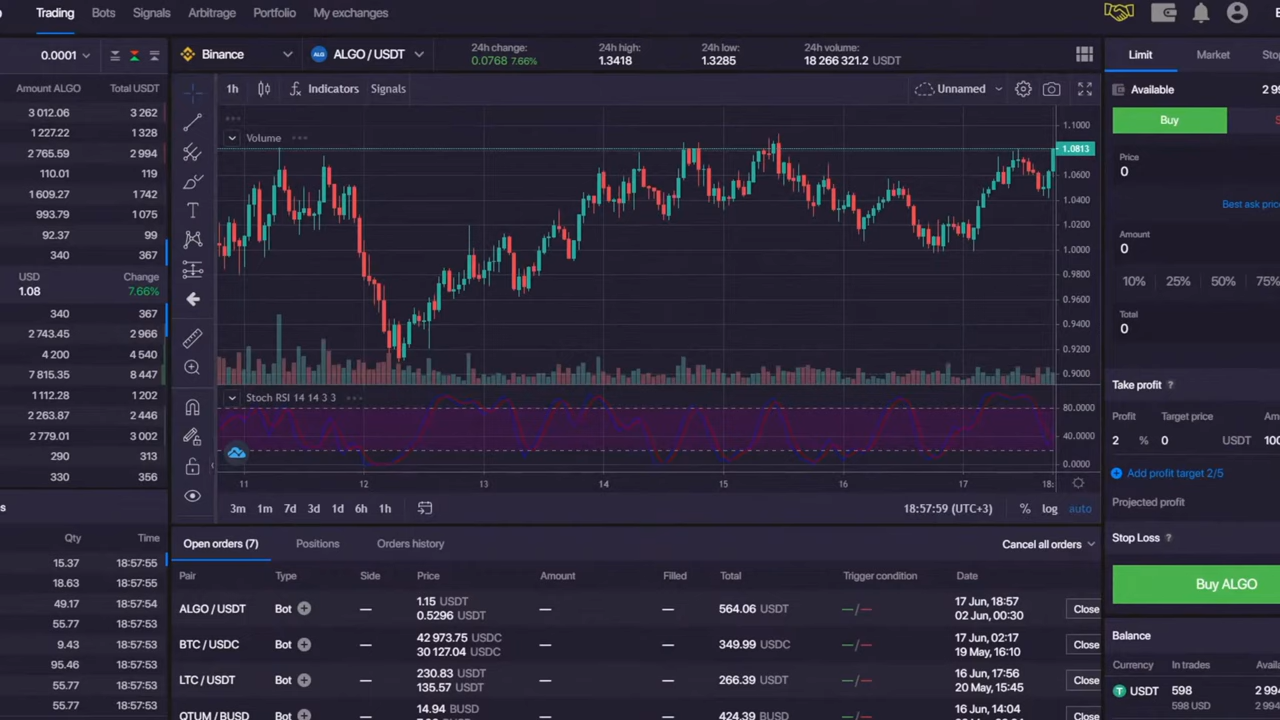 Trading Bots Signals Arbitrage Portfolio My exchanges
0.0001
Binance ALGO / USDT
24h change:
0.0768 7.66%
24h high:
1.3418
24h low:
1.3285
24h volume:
18 266 321.2 USDT
Limit Market
Amount ALGO Total USDT
3 012.06 3 262
1 227.22 1 328
2 765.59 2 994
110.01 119
1 609.27 1 742
993.79 1 075
92.37 99
340 367
USD Change
1.08 7.66%
340 367
2 743.45 2 966
4 200 4 540
7 815.35 8 447
1 112.28 1 202
2 263.87 2 446
2 779.01 3 002
290 313
330 356
Qty Time
15.37 18:57:55
18.63 18:57:55
49.17 18:57:54
55.77 18:57:53
9.43 18:57:53
95.46 18:57:53
55.77 18:57:53
1h Indicators Signals Unnamed
Volume
1.1000
1.0813
1.0600
1.0400
1.0200
1.0000
0.9800
0.9600
0.9400
0.9200
0.9000
Stoch RSI 14 14 3 3
80.0000
40.0000
0.0000
11 12 13 14 15 16 17 18:
3m 1m 7d 3d 1d 6h 1h 18:57:59 (UTC+3) % log auto
Open orders (7) Positions Orders history Cancel all orders
Pair Type Side Price Amount Filled Total Trigger condition Date
ALGO / USDT Bot — 1.15 USDT — — 564.06 USDT —/— 17 Jun, 18:57 Close
0.5296 USDT 02 Jun, 00:30
BTC / USDC Bot — 42 973.75 USDC — — 349.99 USDC —/— 17 Jun, 02:17 Close
30 127.04 USDC 19 May, 16:10
LTC / USDT Bot — 230.83 USDT — — 266.39 USDT —/— 16 Jun, 17:56 Close
135.57 USDT 20 May, 15:45
QTUM / BUSD Bot — 14.94 BUSD — — 424.39 BUSD —/— 16 Jun, 14:04 Close
Available 2 99
Buy
Price
0
Best ask price
Amount
0
10% 25% 50% 75%
Total
0
Take profit ?
Profit Target price
2 % 0 USDT 100
Add profit target 2/5
Projected profit
Stop Loss ?
Buy ALGO
Balance
Currency In trades Availa
USDT 598 2 994
598 USD 2 994